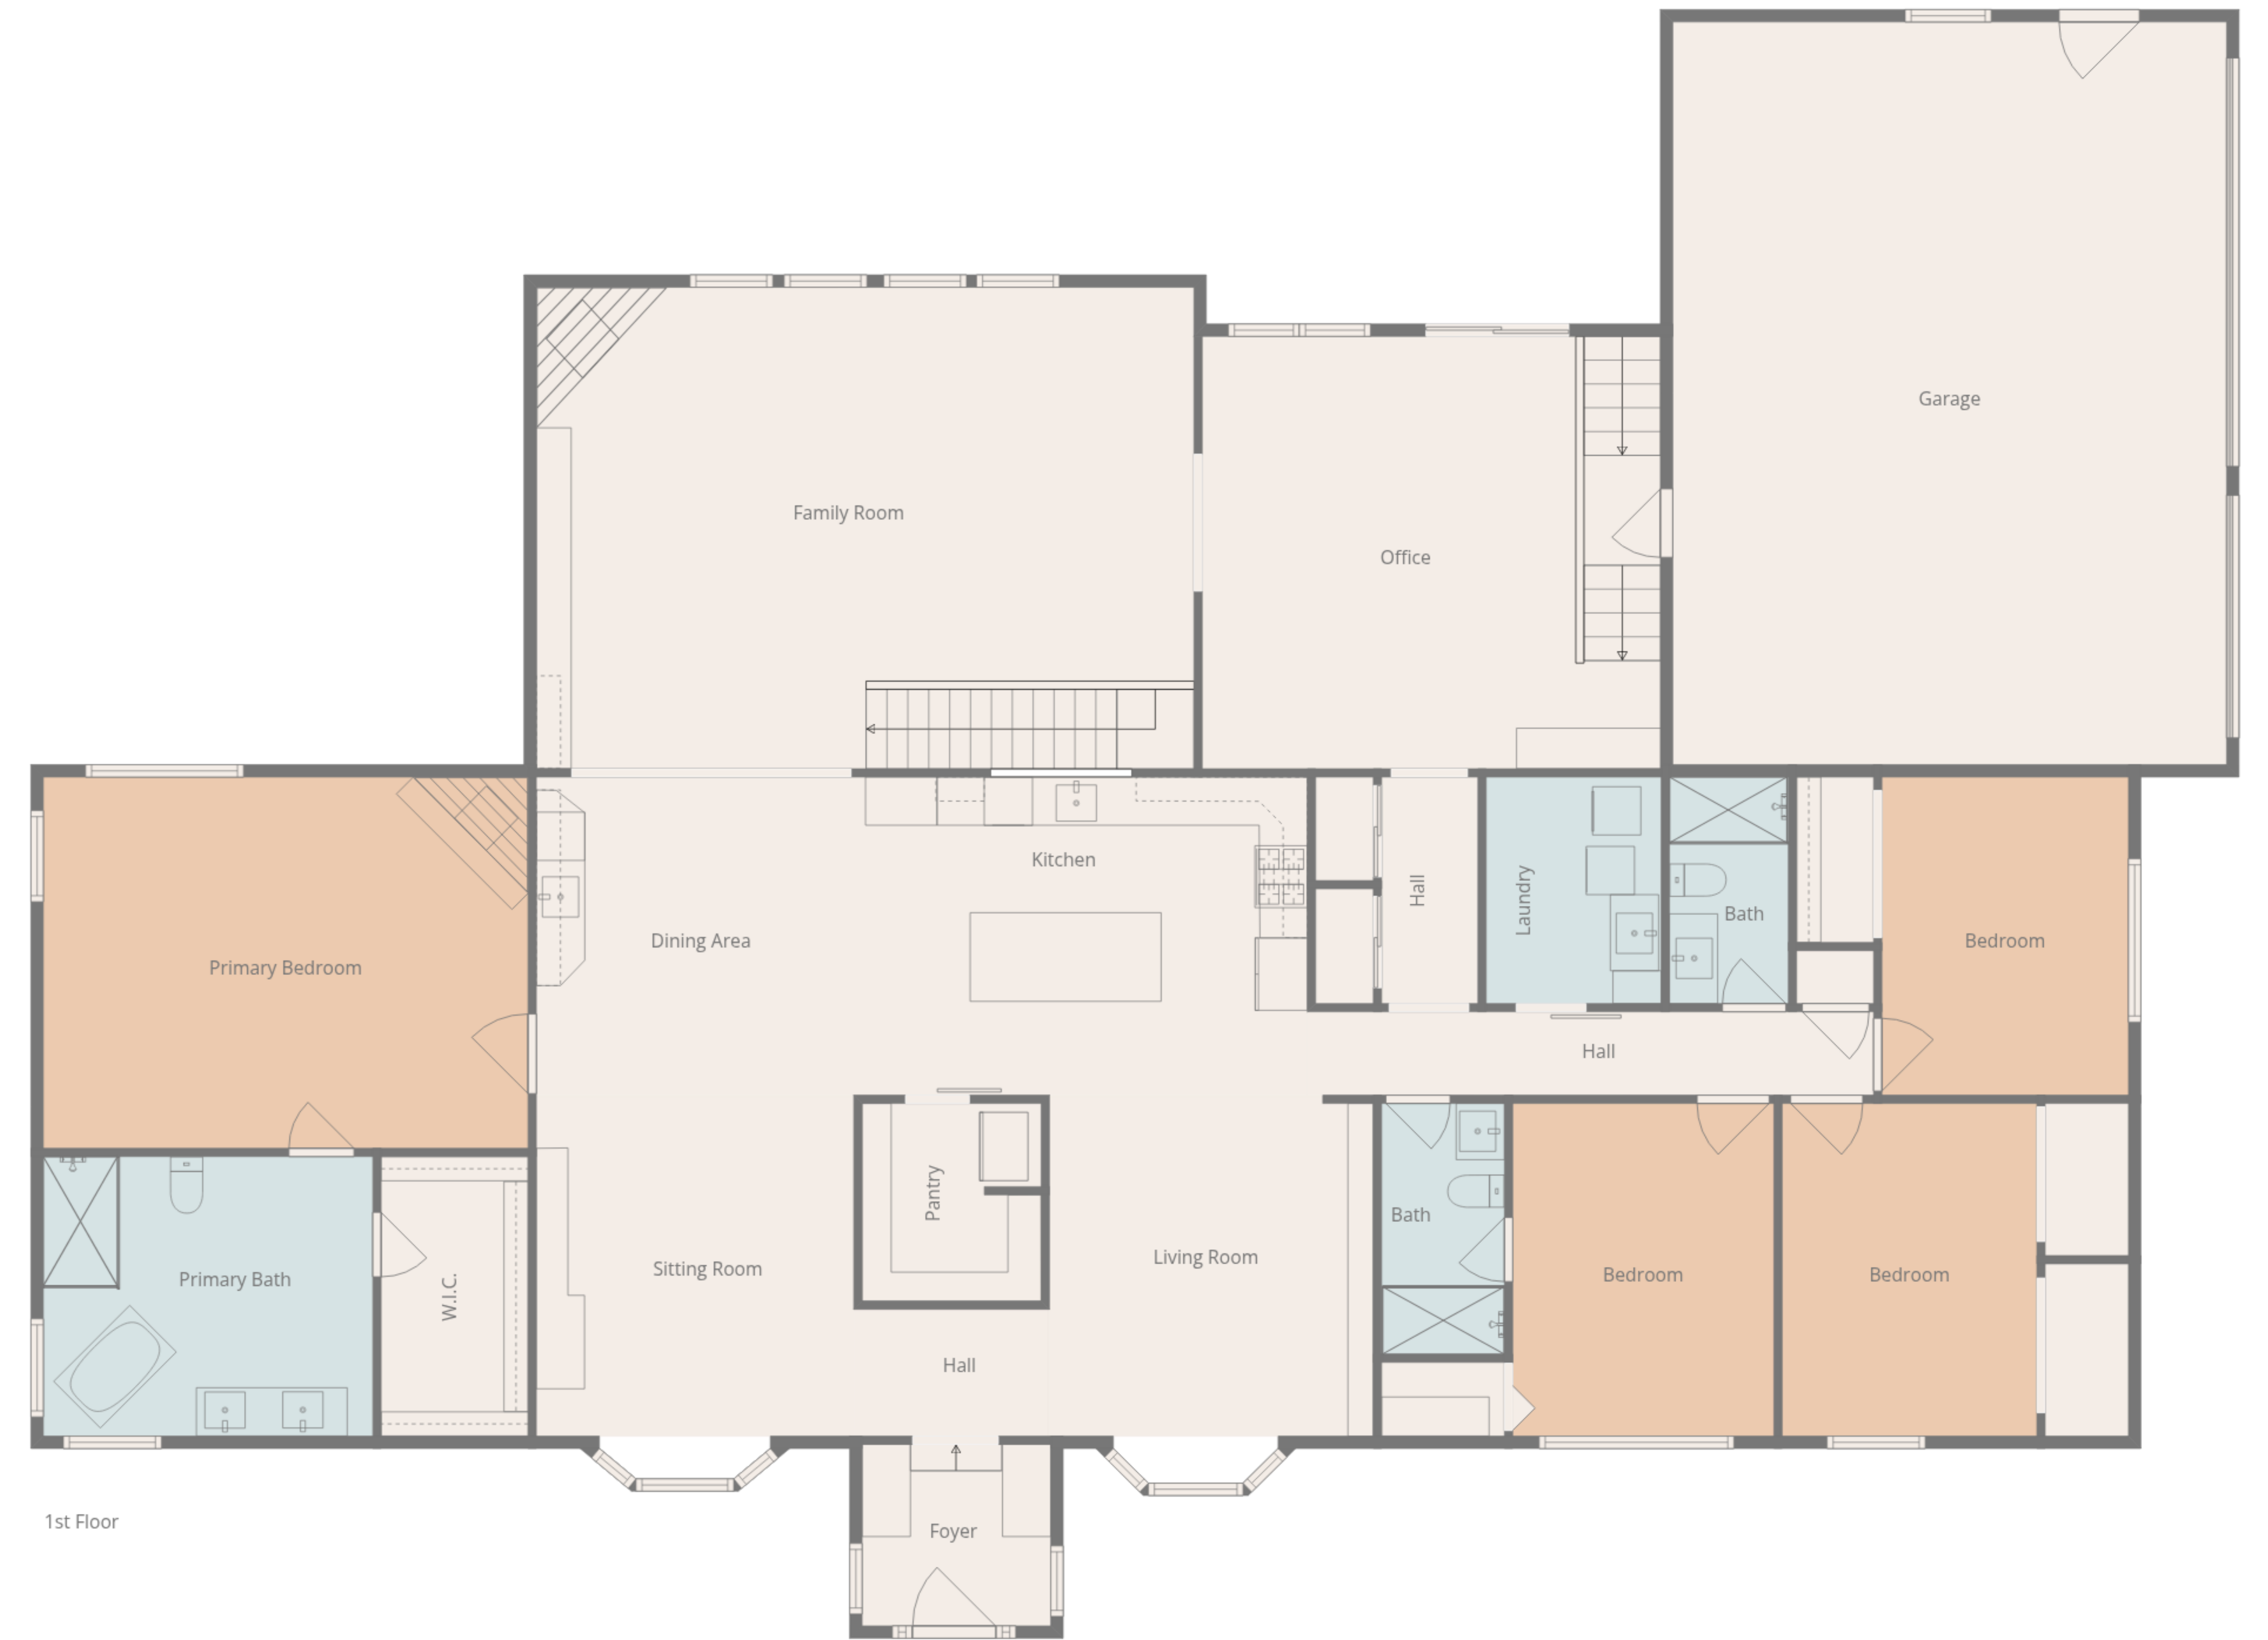 Garage
Family Room
Office
Kitchen
Hall
Laundry
Bath
Dining Area
Bedroom
Primary Bedroom
Hall
Pantry
Bath
Living Room
Sitting Room
Bedroom
Bedroom
Primary Bath
W.I.C.
Hall
1st Floor
Foyer